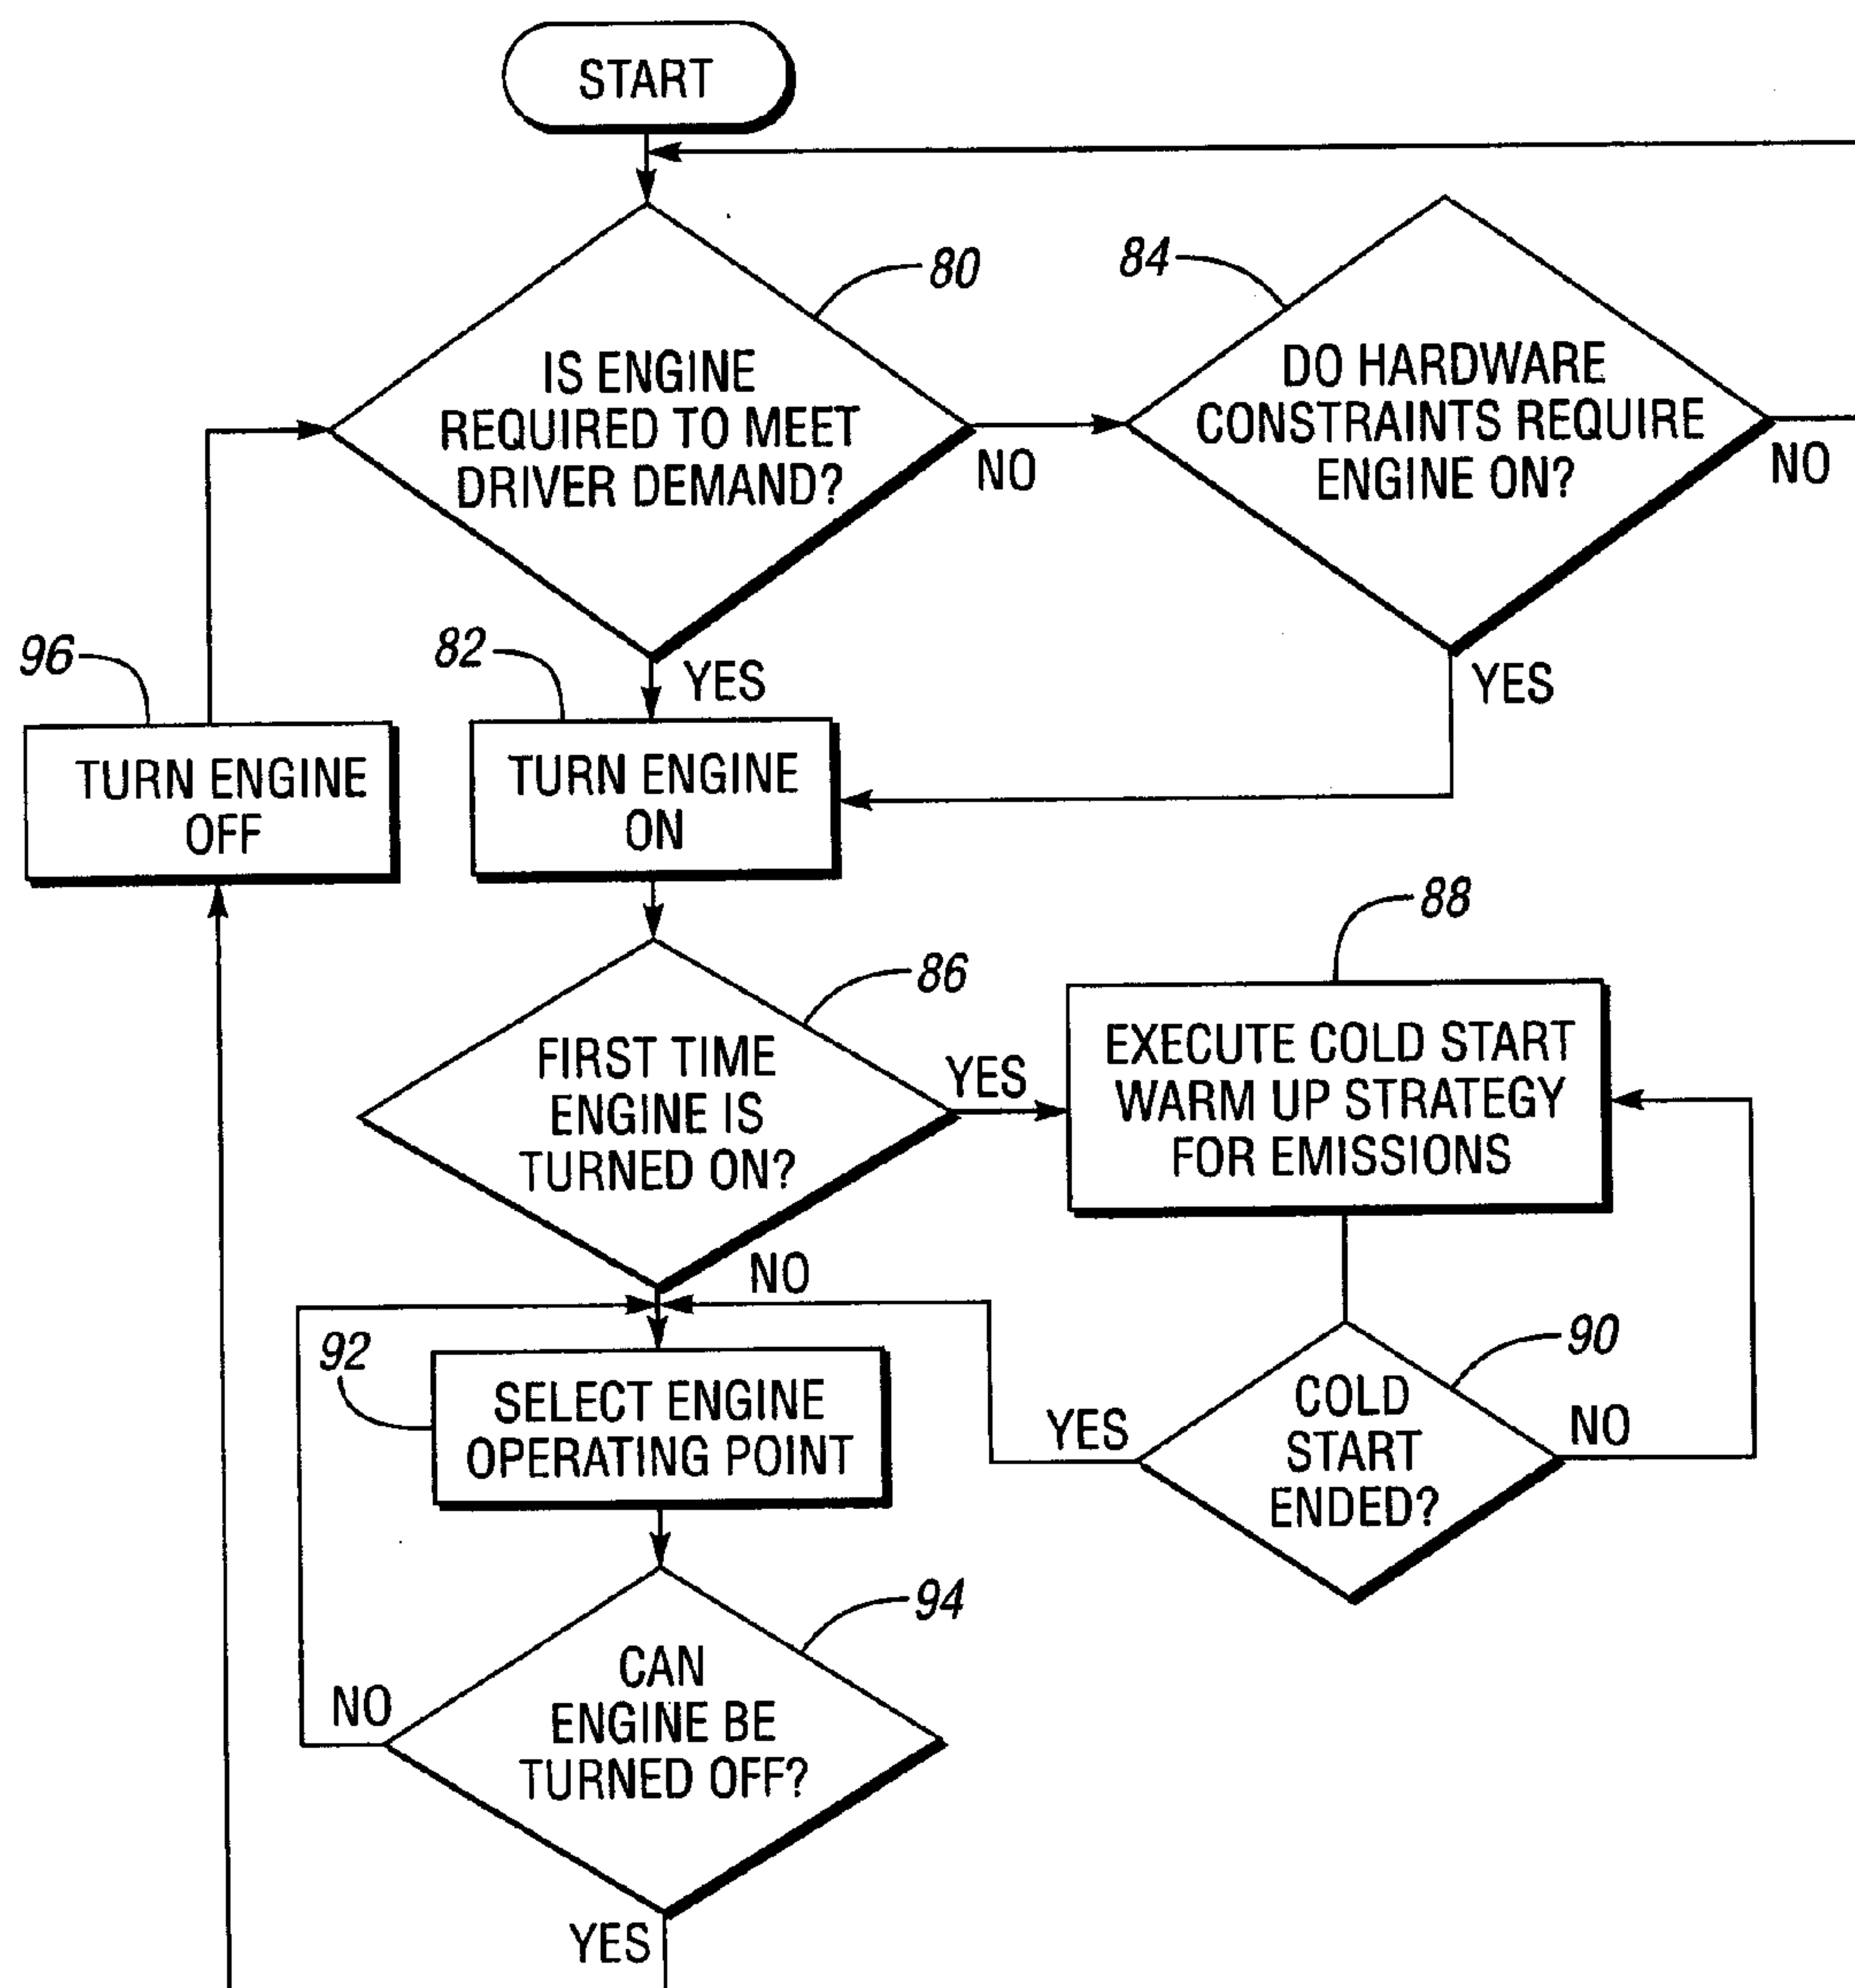 START
80
84
IS ENGINE
REQUIRED TO MEET
DRIVER DEMAND?
NO
DO HARDWARE
CONSTRAINTS REQUIRE
ENGINE ON?
NO
96
82
YES
YES
TURN ENGINE
OFF
TURN ENGINE
ON
88
86
FIRST TIME
ENGINE IS
TURNED ON?
YES
EXECUTE COLD START
WARM UP STRATEGY
FOR EMISSIONS
NO
92
90
SELECT ENGINE
OPERATING POINT
YES
COLD
START
ENDED?
NO
94
CAN
ENGINE BE
TURNED OFF?
NO
YES